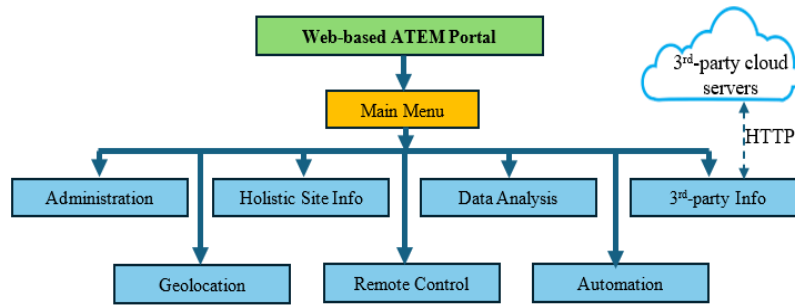 Web-based ATEM Portal
3rd-party cloud
servers
Main Menu
HTTP
Administration
Holistic Site Info
Data Analysis
3rd-party Info
Geolocation
Remote Control
Automation